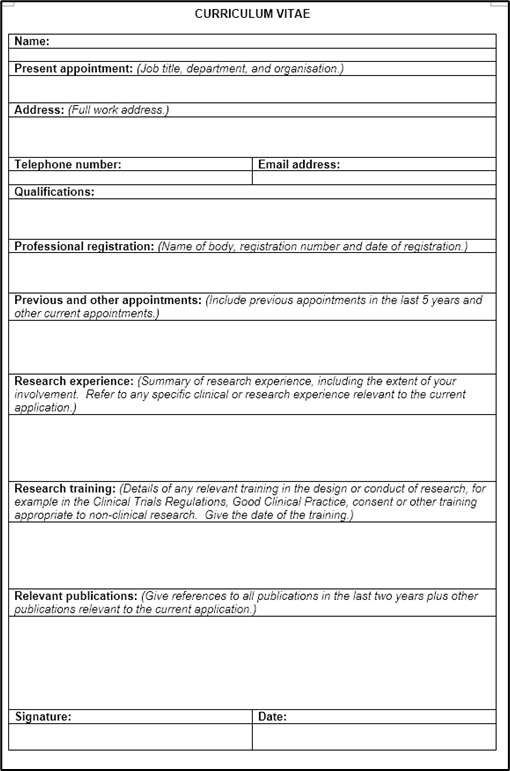 CURRICULUM VITAE
Name:
Present appointment: (Job title, department, and organisation.)
Address: (Full work address.)
Telephone number:
Email address:
Qualifications:
Professional registration: (Name of body, registration number and date of registration.)
Previous and other appointments: (Include previous appointments in the last 5 years and
other current appointments.)
Research experience: (Summary of research experience, including the extent of your
involvement. Refer to any specific clinical or research experience relevant to the current
application.)
Research training: (Details of any relevant training in the design or conduct of research, for
example in the Clinical Trials Regulations, Good Clinical Practice, consent or other training
appropriate to non-clinical research. Give the date of the training.)
Relevant publications: (Give references to all publications in the last two years plus other
publications relevant to the current application.)
Signature:
Date: